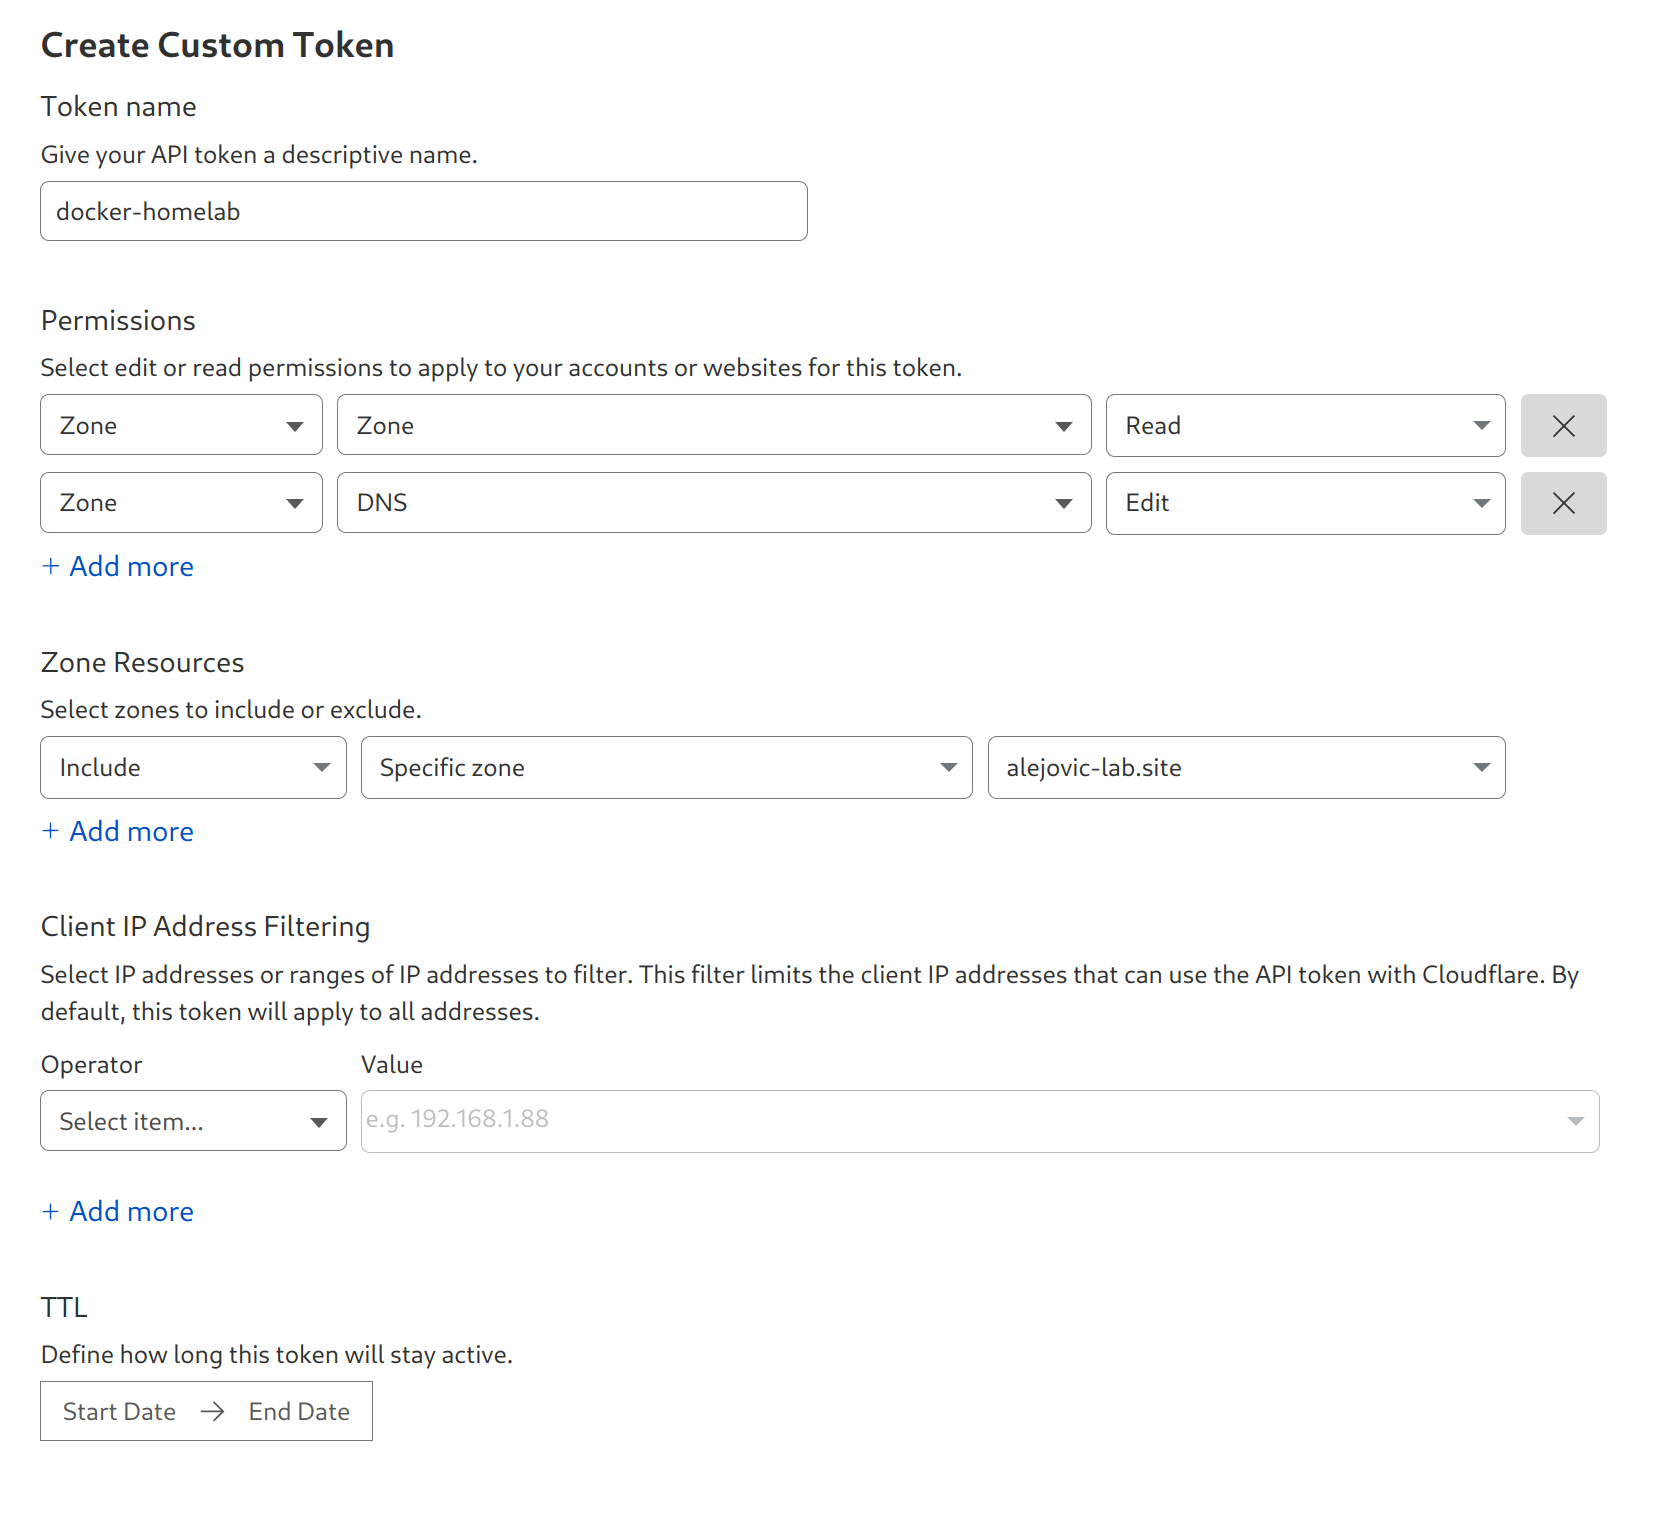 Create Custom Token
Token name
Give your API token a descriptive name.
docker-homelab
Permissions
Select edit or read permissions to apply to your accounts or websites for this token.
Zone Zone Read
Zone DNS Edit
+ Add more
Zone Resources
Select zones to include or exclude.
Include Specific zone alejovic-lab.site
+ Add more
Client IP Address Filtering
Select IP addresses or ranges of IP addresses to filter. This filter limits the client IP addresses that can use the API token with Cloudflare. By
default, this token will apply to all addresses.
Operator Value
Select item... e.g. 192.168.1.88
+ Add more
TTL
Define how long this token will stay active.
Start Date → End Date